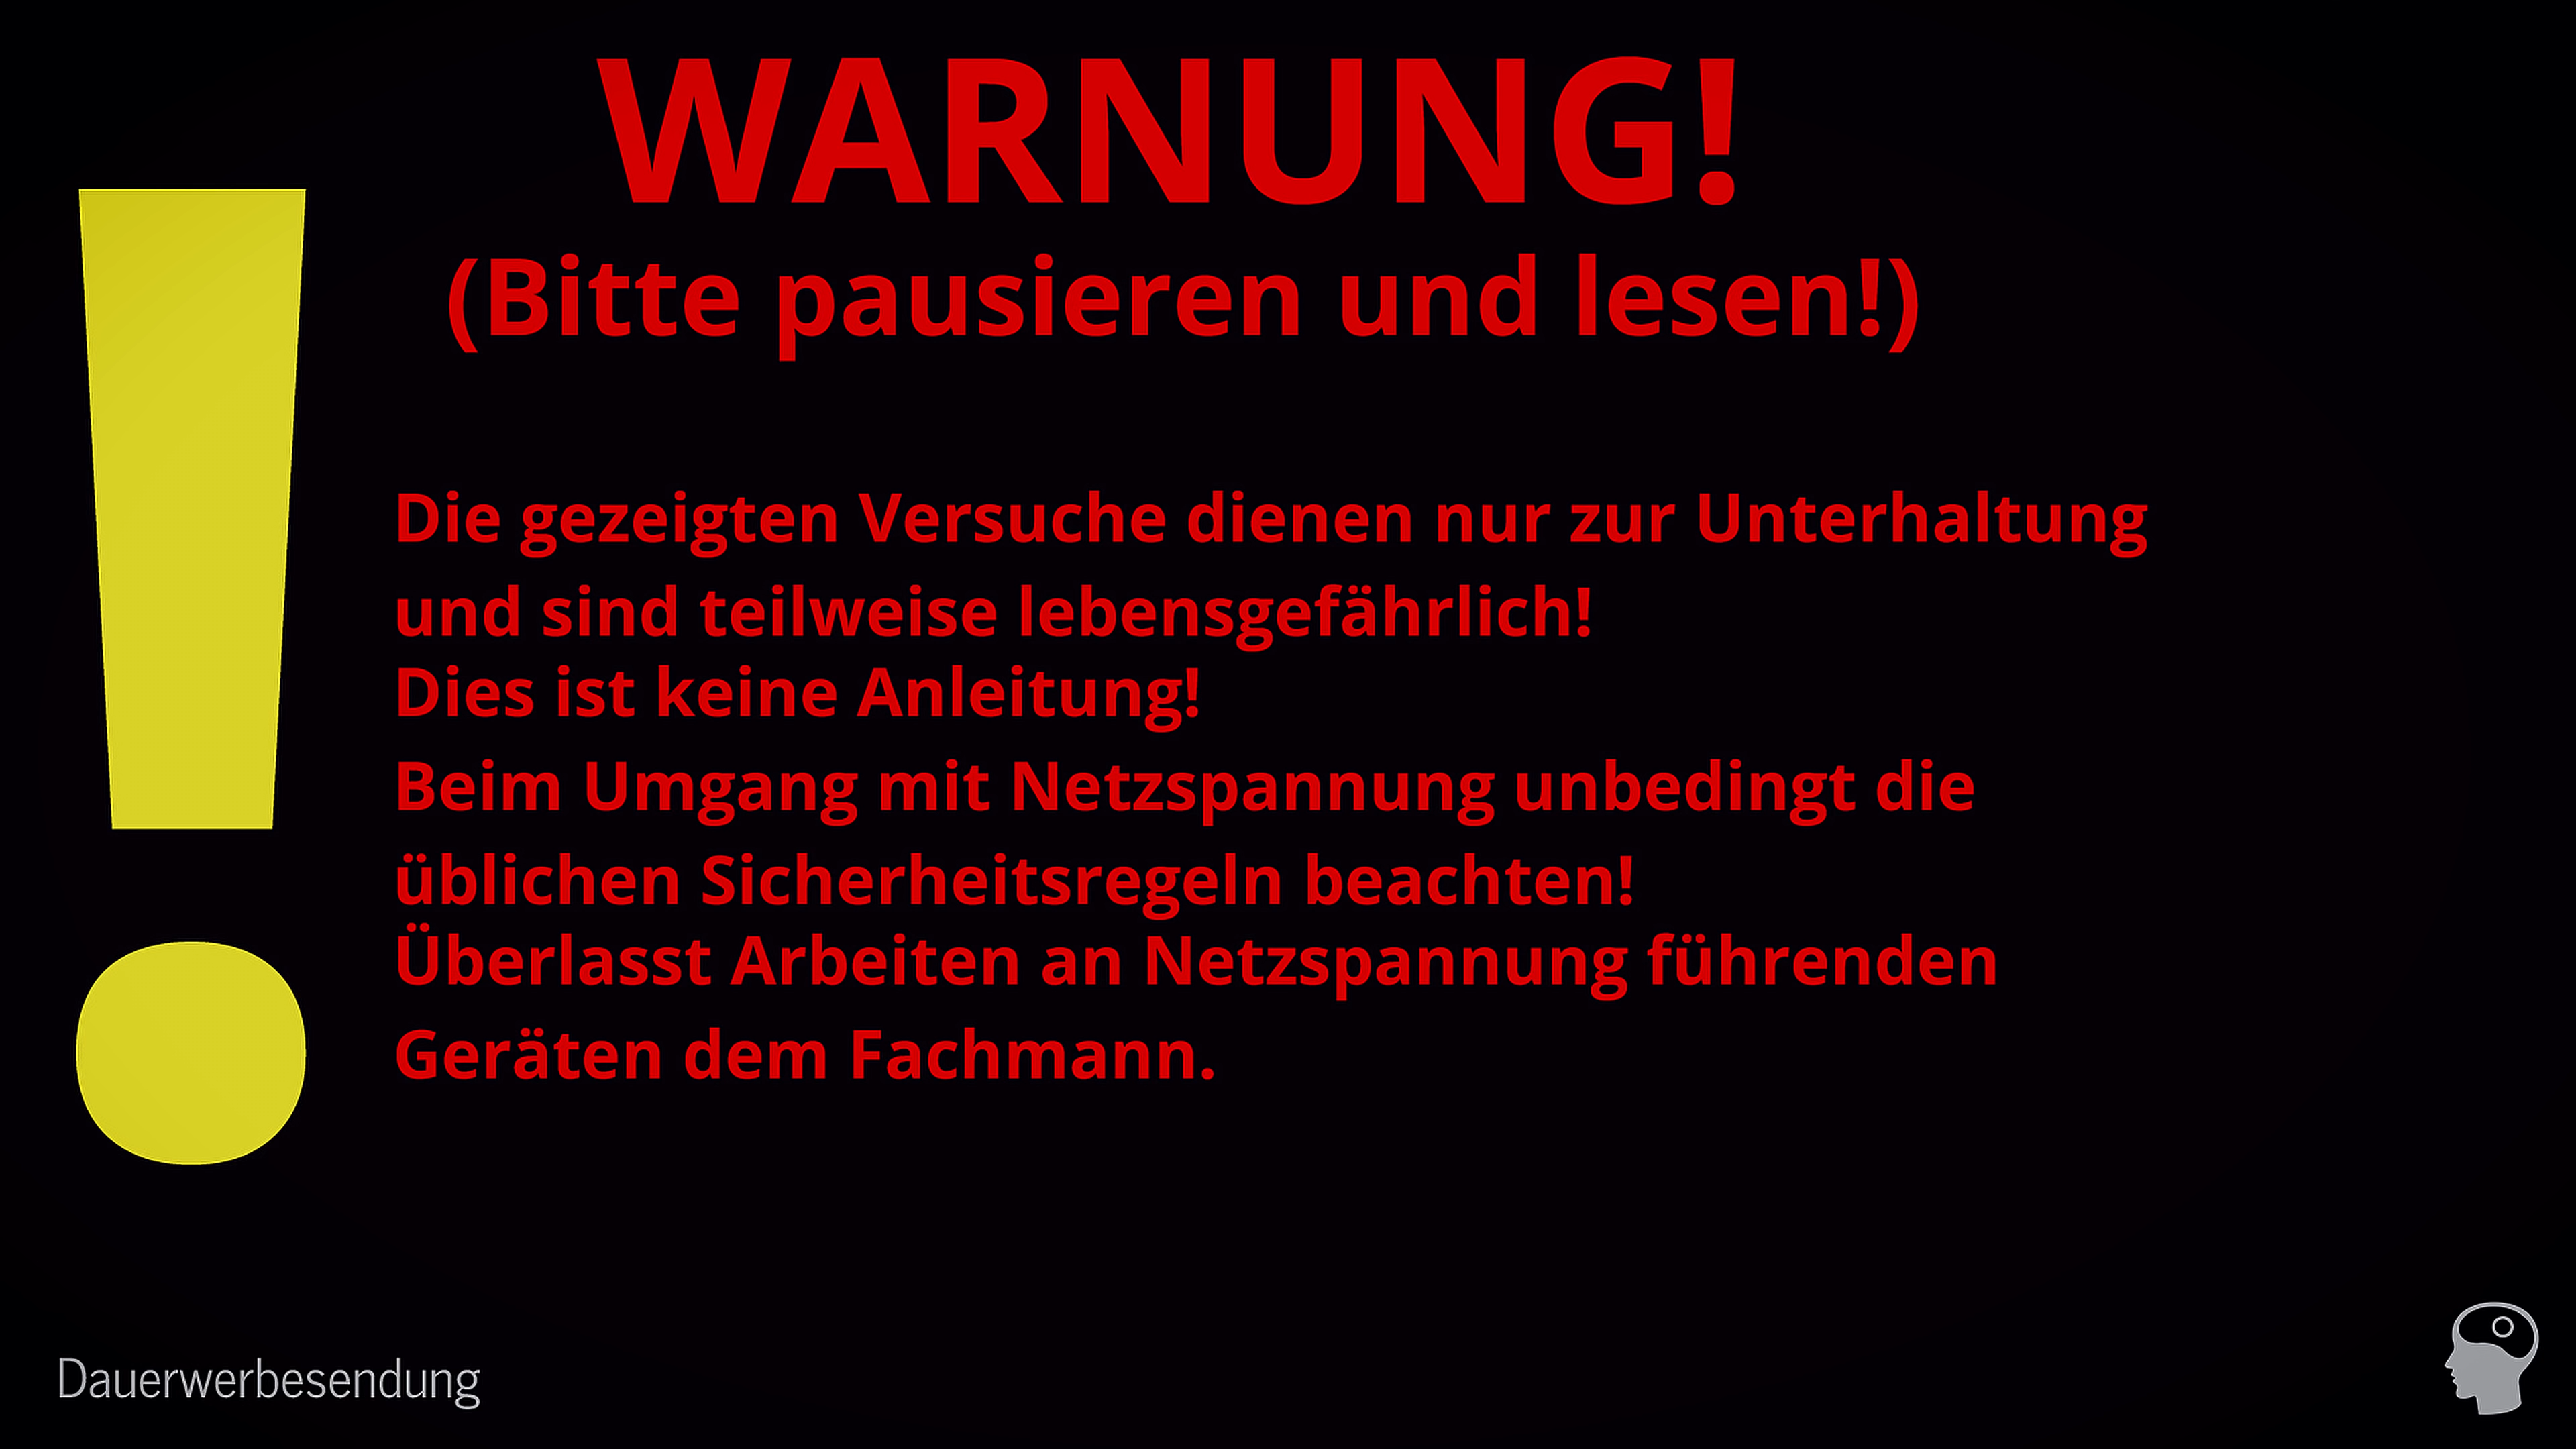 WARNUNG!
(Bitte pausieren und lesen!)
Die gezeigten Versuche dienen nur zur Unterhaltung
und sind teilweise lebensgefährlich!
Dies ist keine Anleitung!
Beim Umgang mit Netzspannung unbedingt die
üblichen Sicherheitsregeln beachten!
Überlasst Arbeiten an Netzspannung führenden
Geräten dem Fachmann.
Dauerwerbesendung